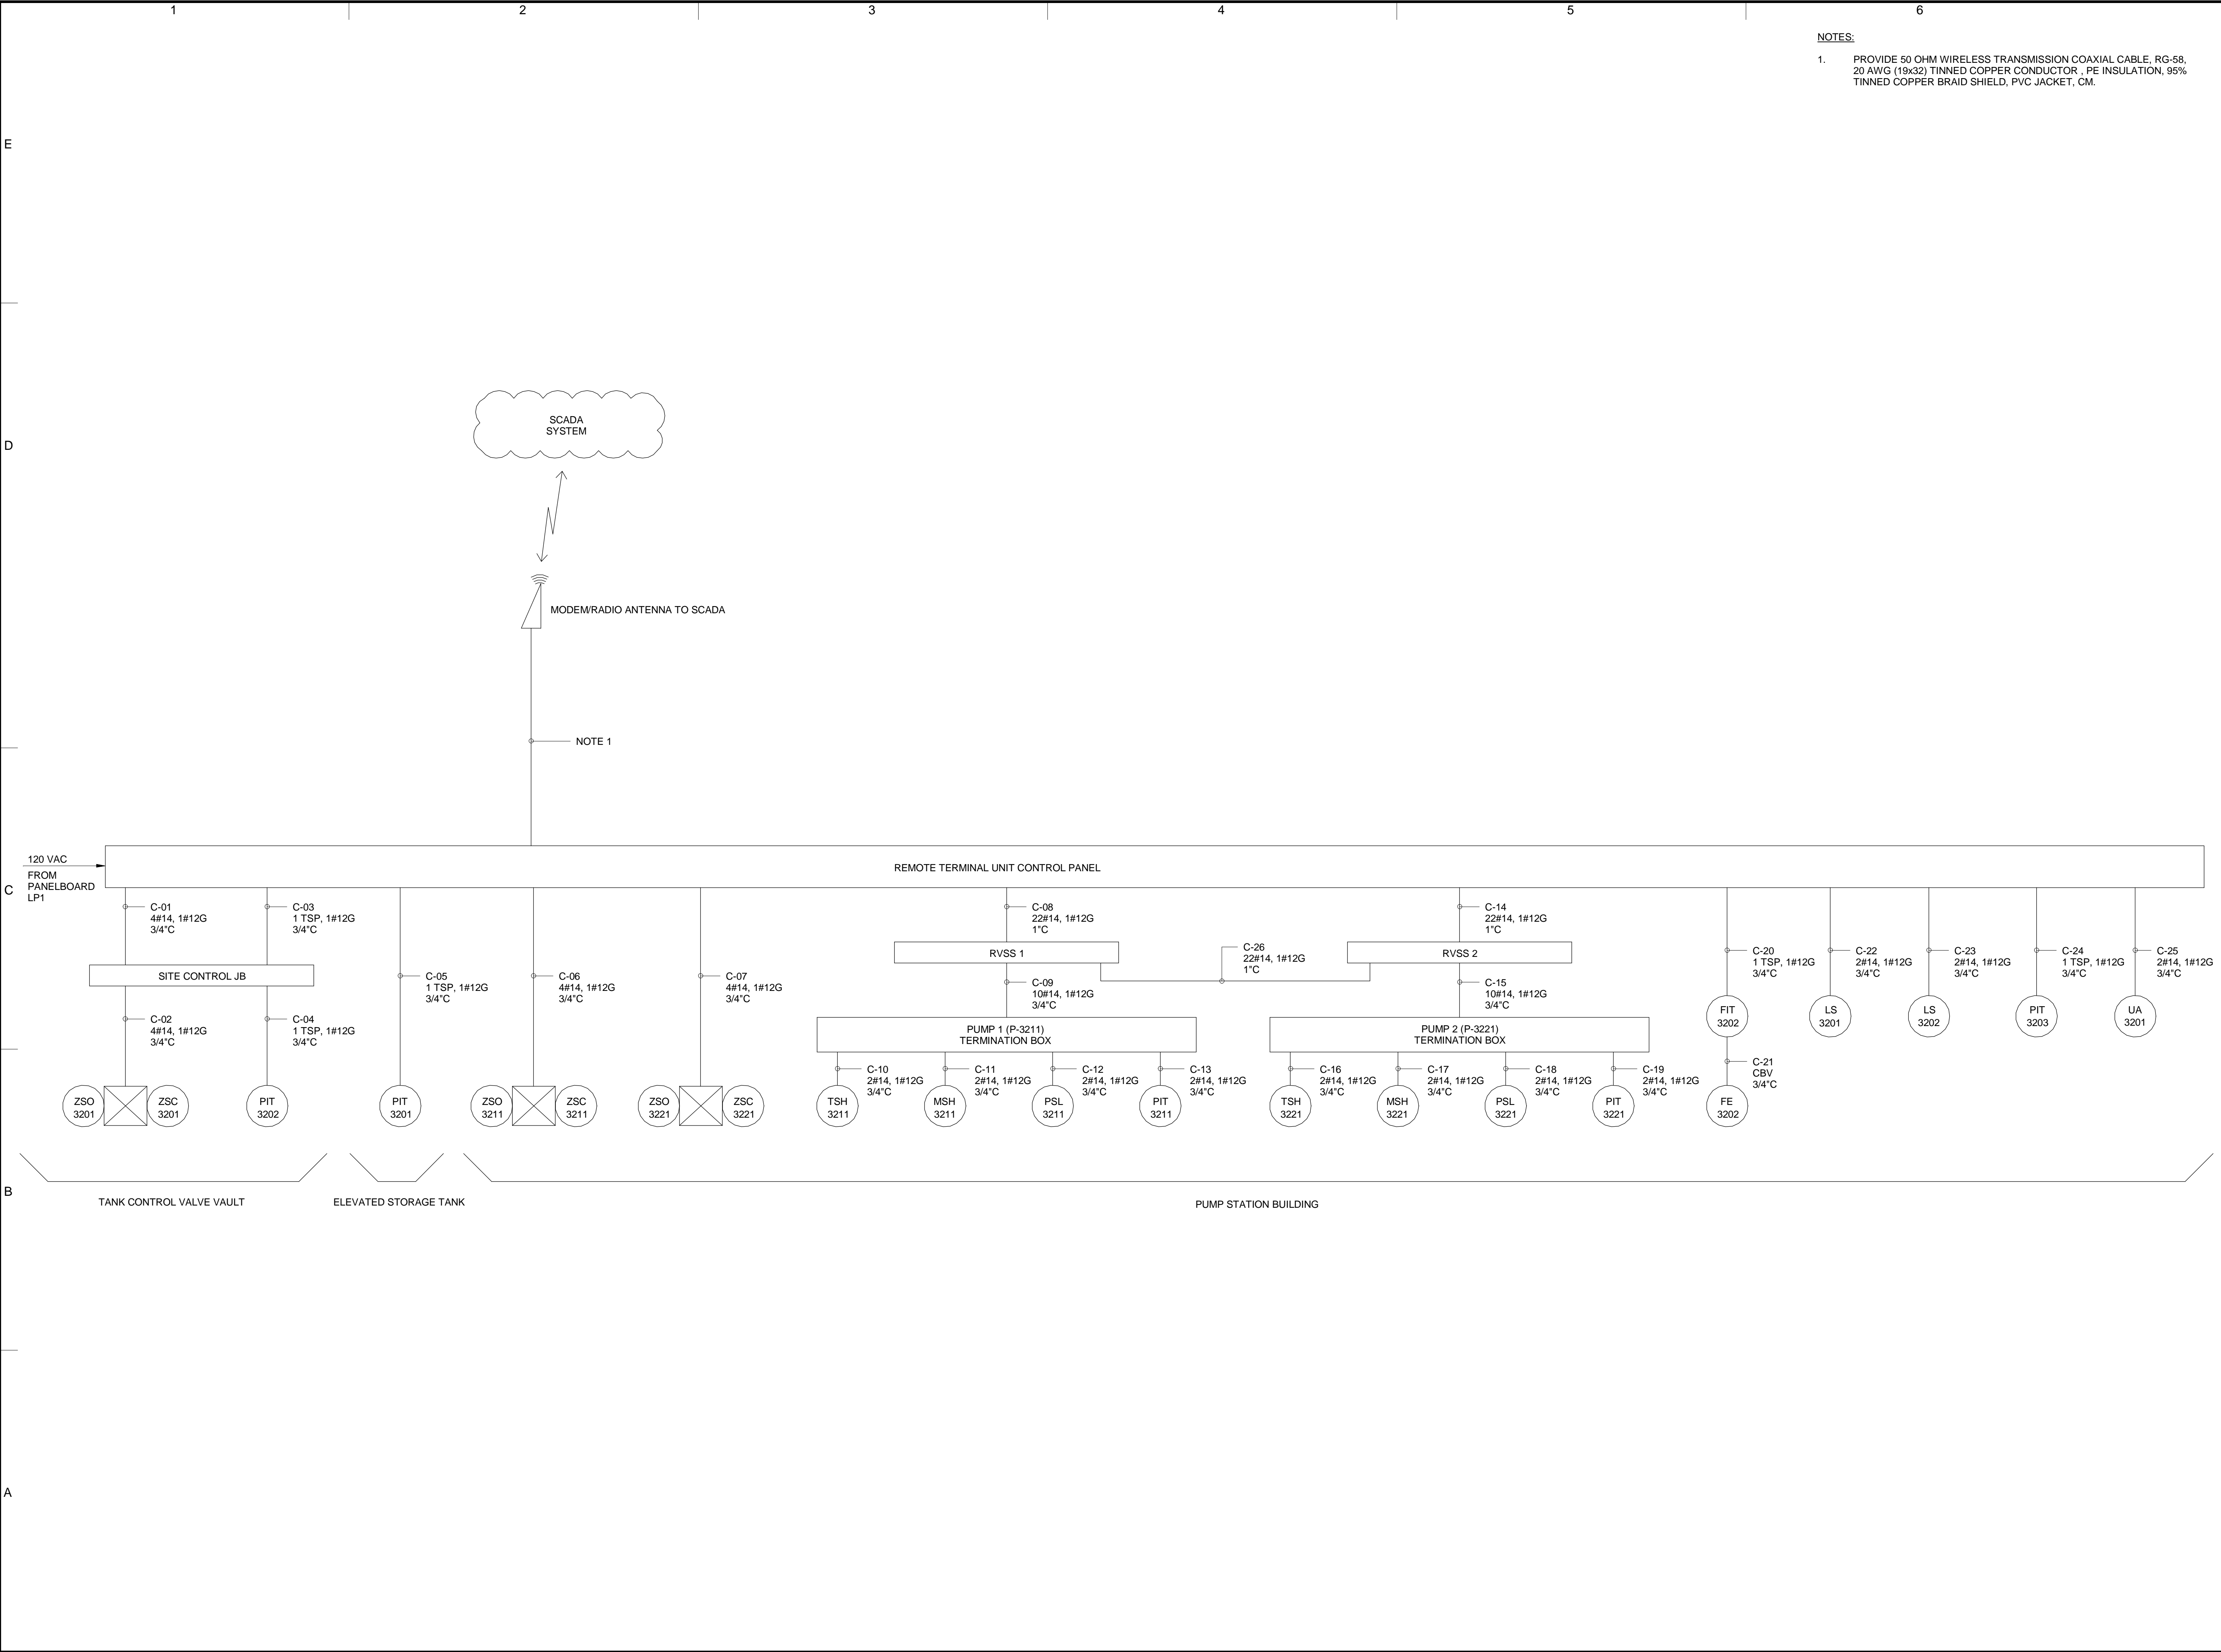 1
2
3
4
5
6
NOTES:
1. PROVIDE 50 OHM WIRELESS TRANSMISSION COAXIAL CABLE, RG-58,
20 AWG (19x32) TINNED COPPER CONDUCTOR , PE INSULATION, 95%
TINNED COPPER BRAID SHIELD, PVC JACKET, CM.
E
D
SCADA
SYSTEM
MODEM/RADIO ANTENNA TO SCADA
NOTE 1
C
120 VAC
FROM
PANELBOARD
LP1
REMOTE TERMINAL UNIT CONTROL PANEL
C-01
4#14, 1#12G
3/4"C
C-03
1 TSP, 1#12G
3/4"C
SITE CONTROL JB
C-02
4#14, 1#12G
3/4"C
C-04
1 TSP, 1#12G
3/4"C
C-05
1 TSP, 1#12G
3/4"C
C-06
4#14, 1#12G
3/4"C
C-07
4#14, 1#12G
3/4"C
C-08
22#14, 1#12G
1"C
RVSS 1
C-09
10#14, 1#12G
3/4"C
PUMP 1 (P-3211)
TERMINATION BOX
C-26
22#14, 1#12G
1"C
C-14
22#14, 1#12G
1"C
RVSS 2
C-15
10#14, 1#12G
3/4"C
PUMP 2 (P-3221)
TERMINATION BOX
C-20
1 TSP, 1#12G
3/4"C
C-22
2#14, 1#12G
3/4"C
C-23
2#14, 1#12G
3/4"C
C-24
1 TSP, 1#12G
3/4"C
C-25
2#14, 1#12G
3/4"C
FIT
3202
LS
3201
LS
3202
PIT
3203
UA
3201
C-10
2#14, 1#12G
3/4"C
C-11
2#14, 1#12G
3/4"C
C-12
2#14, 1#12G
3/4"C
C-13
2#14, 1#12G
3/4"C
C-16
2#14, 1#12G
3/4"C
C-17
2#14, 1#12G
3/4"C
C-18
2#14, 1#12G
3/4"C
C-19
2#14, 1#12G
3/4"C
C-21
CBV
3/4"C
ZSO
3201
ZSC
3201
PIT
3202
PIT
3201
ZSO
3211
ZSC
3211
ZSO
3221
ZSC
3221
TSH
3211
MSH
3211
PSL
3211
PIT
3211
TSH
3221
MSH
3221
PSL
3221
PIT
3221
FE
3202
B
TANK CONTROL VALVE VAULT
ELEVATED STORAGE TANK
PUMP STATION BUILDING
A